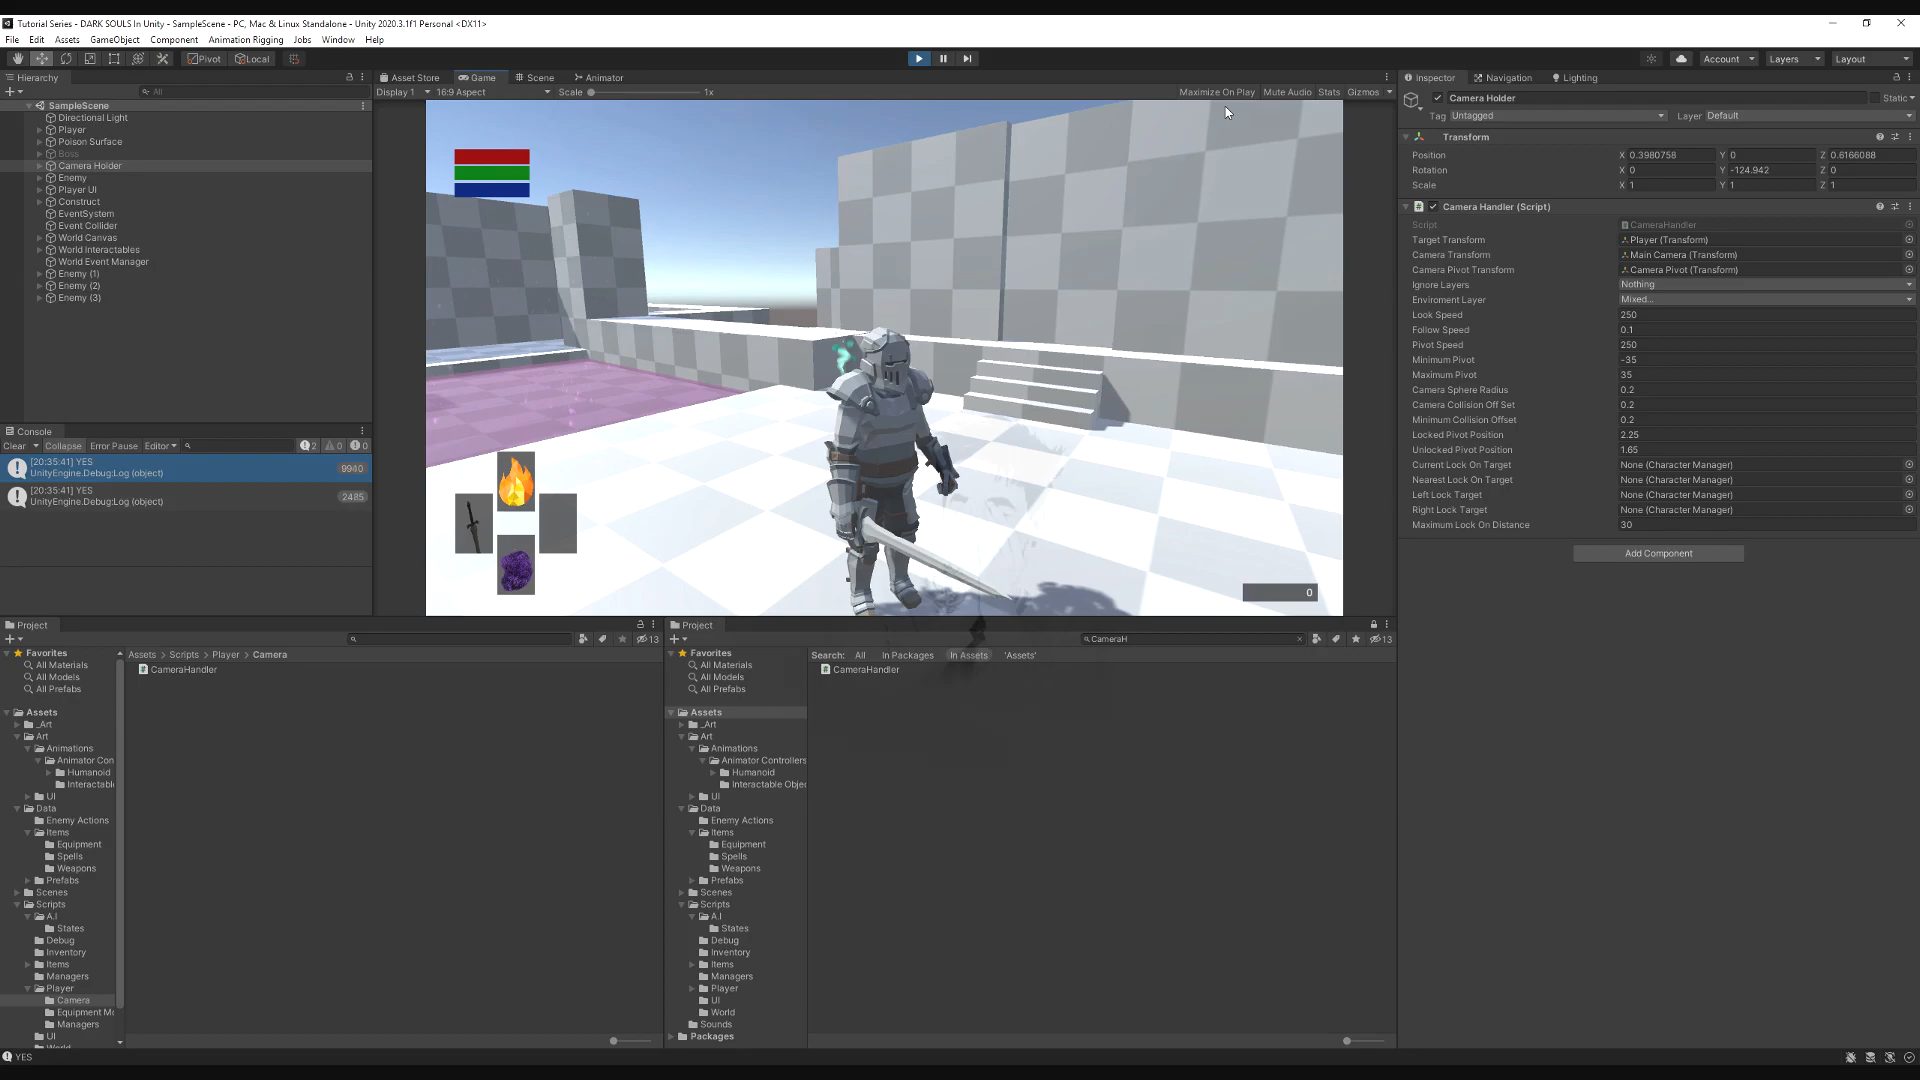 Tutorial Series - DARK SOULS In Unity - SampleScene - PC, Mac & Linux Standalone - Unity 2020.3.1f1 Personal <DX11>
File Edit Assets GameObject Component Animation Rigging Jobs Window Help
Pivot Local Account Layers Layout
Hierarchy
All
SampleScene
Directional Light
Player
Poison Surface
Boss
Camera Holder
Enemy
Player UI
Construct
EventSystem
Event Collider
World Canvas
World Interactables
World Event Manager
Enemy (1)
Enemy (2)
Enemy (3)
Console
Clear Collapse Error Pause Editor 2 0 0
[20:35:41] YES
UnityEngine.Debug:Log (object)
9940
[20:35:41] YES
UnityEngine.Debug:Log (object)
2485
Asset Store Game Scene Animator
Display 1 16:9 Aspect Scale 1x Maximize On Play Mute Audio Stats Gizmos
0
Inspector Navigation Lighting
Camera Holder Static
Tag Untagged Layer Default
Transform
Position X 0.3980758 Y 0 Z 0.6166088
Rotation X 0 Y -124.942 Z 0
Scale X 1 Y 1 Z 1
Camera Handler (Script)
Script CameraHandler
Target Transform Player (Transform)
Camera Transform Main Camera (Transform)
Camera Pivot Transform Camera Pivot (Transform)
Ignore Layers Nothing
Enviroment Layer Mixed...
Look Speed 250
Follow Speed 0.1
Pivot Speed 250
Minimum Pivot -35
Maximum Pivot 35
Camera Sphere Radius 0.2
Camera Collision Off Set 0.2
Minimum Collision Offset 0.2
Locked Pivot Position 2.25
Unlocked Pivot Position 1.65
Current Lock On Target None (Character Manager)
Nearest Lock On Target None (Character Manager)
Left Lock Target None (Character Manager)
Right Lock Target None (Character Manager)
Maximum Lock On Distance 30
Add Component
Project
13
Favorites
All Materials
All Models
All Prefabs
Assets
_Art
Art
Animations
Animator Con
Humanoid
Interactabl
UI
Data
Enemy Actions
Items
Equipment
Spells
Weapons
Prefabs
Scenes
Scripts
A.I
States
Debug
Inventory
Items
Managers
Player
Camera
Equipment Mo
Managers
UI
World
Assets Scripts Player Camera
CameraHandler
Project
CameraH
13
Favorites
All Materials
All Models
All Prefabs
Assets
_Art
Art
Animations
Animator Controllers
Humanoid
Interactable Objec
UI
Data
Enemy Actions
Items
Equipment
Spells
Weapons
Prefabs
Scenes
Scripts
A.I
States
Debug
Inventory
Items
Managers
Player
UI
World
Sounds
Packages
Search: All In Packages In Assets 'Assets'
CameraHandler
YES